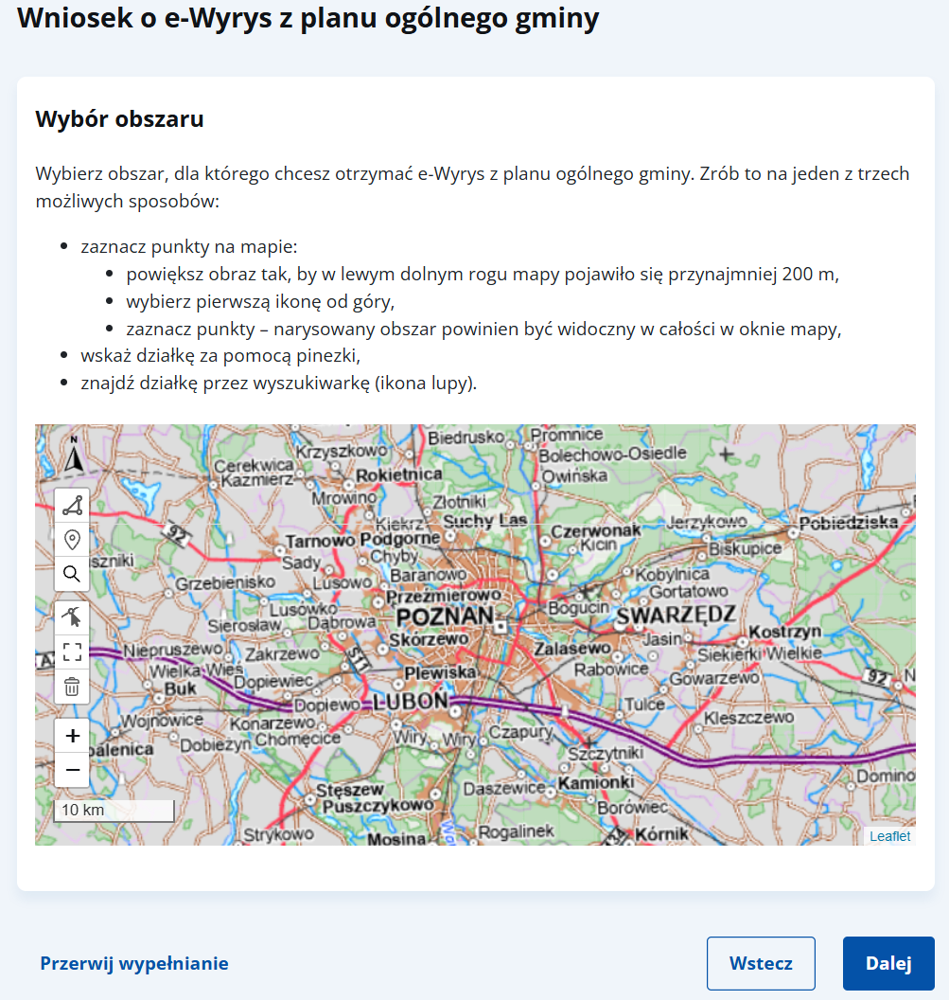 Wniosek o e-Wyrys z planu ogólnego gminy
Wybór obszaru
Wybierz obszar, dla którego chcesz otrzymać e-Wyrys z planu ogólnego gminy. Zrób to na jeden z trzech
możliwych sposobów:
zaznacz punkty na mapie:
powiększ obraz tak, by w lewym dolnym rogu mapy pojawiło się przynajmniej 200 m,
wybierz pierwszą ikonę od góry,
zaznacz punkty – narysowany obszar powinien być widoczny w całości w oknie mapy,
wskaż działkę za pomocą pinezki,
znajdź działkę przez wyszukiwarkę (ikona lupy).
N
Biedrusko
Promnice
Krzyszkowo
Bolechowo-Osiedle
Cerekwica
Rokietnica
Owińska
Kaźmierz
Mrowino
Złotniki
Kiekrz
Suchy Las
Czerwonak
Jerzykowo
Pobiedziska
92
Tarnowo Podgorne
Kicin
Biskupice
szniki
Sady
Chyby
Grzebienisko
Lusowo
Baranowo
Kobylnica
Przeźmierowo
Gortatowo
Lusówko
POZNAŃ
Bogucin
SWARZĘDZ
Sierosław
Dąbrowa
Skórzewo
Zalasewo
Jasin
Kostrzyn
Niepruszewo
Zakrzewo
S11
Siekierki Wielkie
Wielka Wieś
Plewiska
Rabowice
Gowarzewo
92
N
Buk
Dopiewiec
Dopiewo
LUBOŃ
Tulce
Wojnowice
Konarzewo
Kleszczewo
palenica
Dobieżyn
Chomęcice
Wiry
Wiry
Czapury
Szczytniki
Domino
Stęszew
Daszewice
Kamionki
Puszczykowo
Borówiec
10 km
Strykowo
Mosina
Rogalinek
Kórnik
Leaflet
Przerwij wypełnianie
Wstecz
Dalej